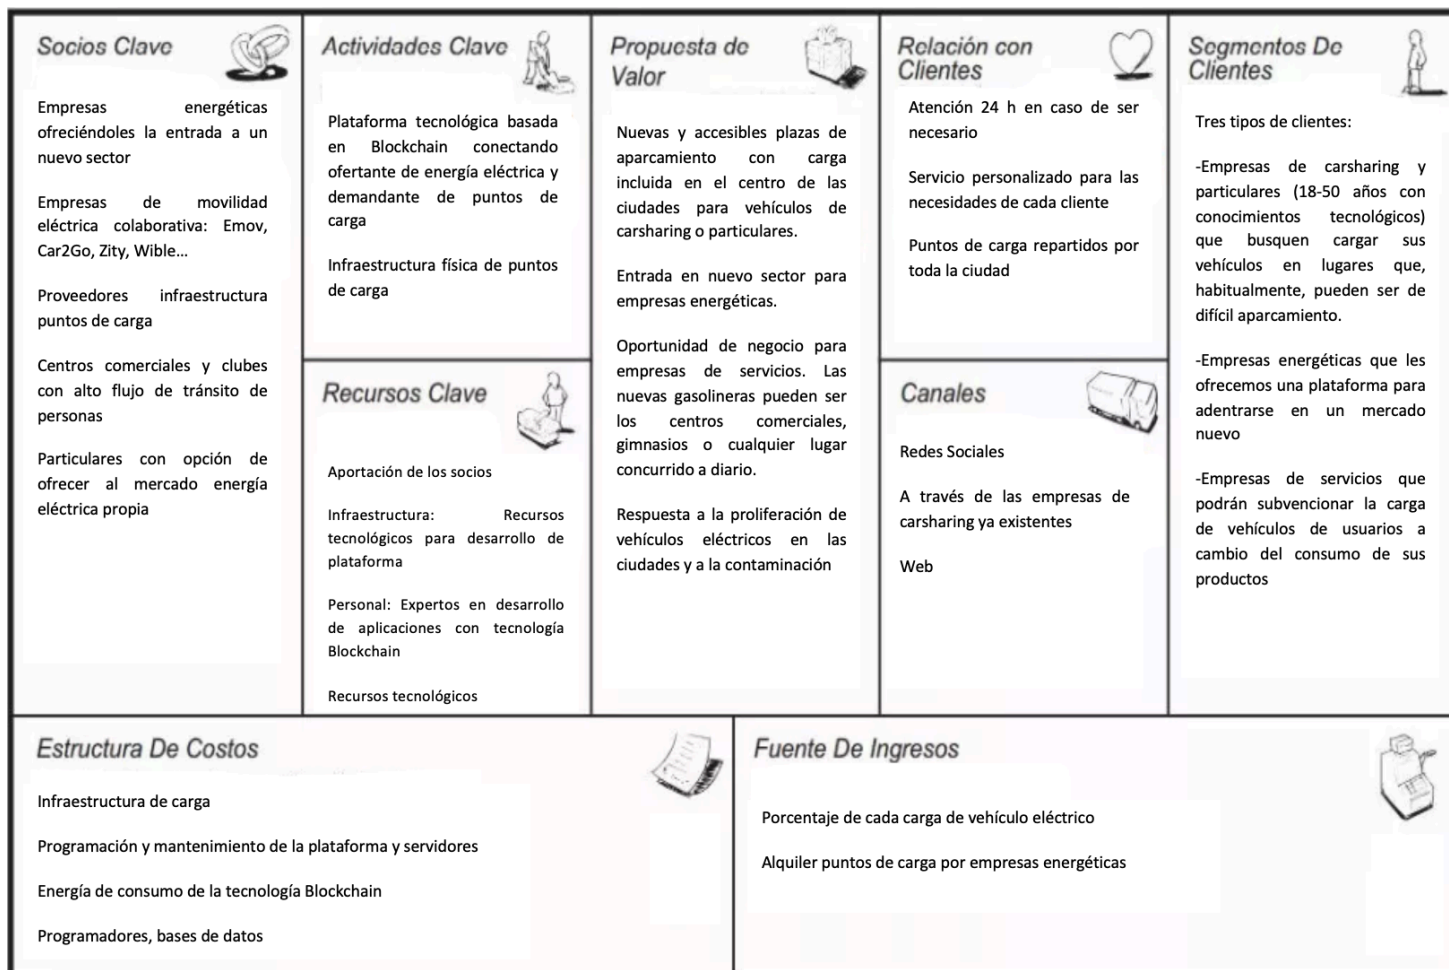 Socios Clave
Empresas energéticas
ofreciéndoles la entrada a un
nuevo sector
Empresas de movilidad
eléctrica colaborativa: Emov,
Car2Go, Zity, Wible...
Proveedores infraestructura
puntos de carga
Centros comerciales y clubes
con alto flujo de tránsito de
personas
Particulares con opción de
ofrecer al mercado energía
eléctrica propia
Actividades Clave
Plataforma tecnológica basada
en Blockchain conectando
ofertante de energía eléctrica y
demandante de puntos de
carga
Infraestructura física de puntos
de carga
Recursos Clave
Aportación de los socios
Infraestructura: Recursos
tecnológicos para desarrollo de
plataforma
Personal: Expertos en desarrollo
de aplicaciones con tecnología
Blockchain
Recursos tecnológicos
Propuesta de
Valor
Nuevas y accesibles plazas de
aparcamiento con carga
incluida en el centro de las
ciudades para vehículos de
carsharing o particulares.
Entrada en nuevo sector para
empresas energéticas.
Oportunidad de negocio para
empresas de servicios. Las
nuevas gasolineras pueden ser
los centros comerciales,
gimnasios o cualquier lugar
concurrido a diario.
Respuesta a la proliferación de
vehículos eléctricos en las
ciudades y a la contaminación
Relación con
Clientes
Atención 24 h en caso de ser
necesario
Servicio personalizado para las
necesidades de cada cliente
Puntos de carga repartidos por
toda la ciudad
Canales
Redes Sociales
A través de las empresas de
carsharing ya existentes
Web
Segmentos De
Clientes
Tres tipos de clientes:
-Empresas de carsharing y
particulares (18-50 años con
conocimientos tecnológicos)
que busquen cargar sus
vehículos en lugares que,
habitualmente, pueden ser de
difícil aparcamiento.
-Empresas energéticas que les
ofrecemos una plataforma para
adentrarse en un mercado
nuevo
-Empresas de servicios que
podrán subvencionar la carga
de vehículos de usuarios a
cambio del consumo de sus
productos
Estructura De Costos
Infraestructura de carga
Programación y mantenimiento de la plataforma y servidores
Energía de consumo de la tecnología Blockchain
Programadores, bases de datos
Fuente De Ingresos
Porcentaje de cada carga de vehículo eléctrico
Alquiler puntos de carga por empresas energéticas